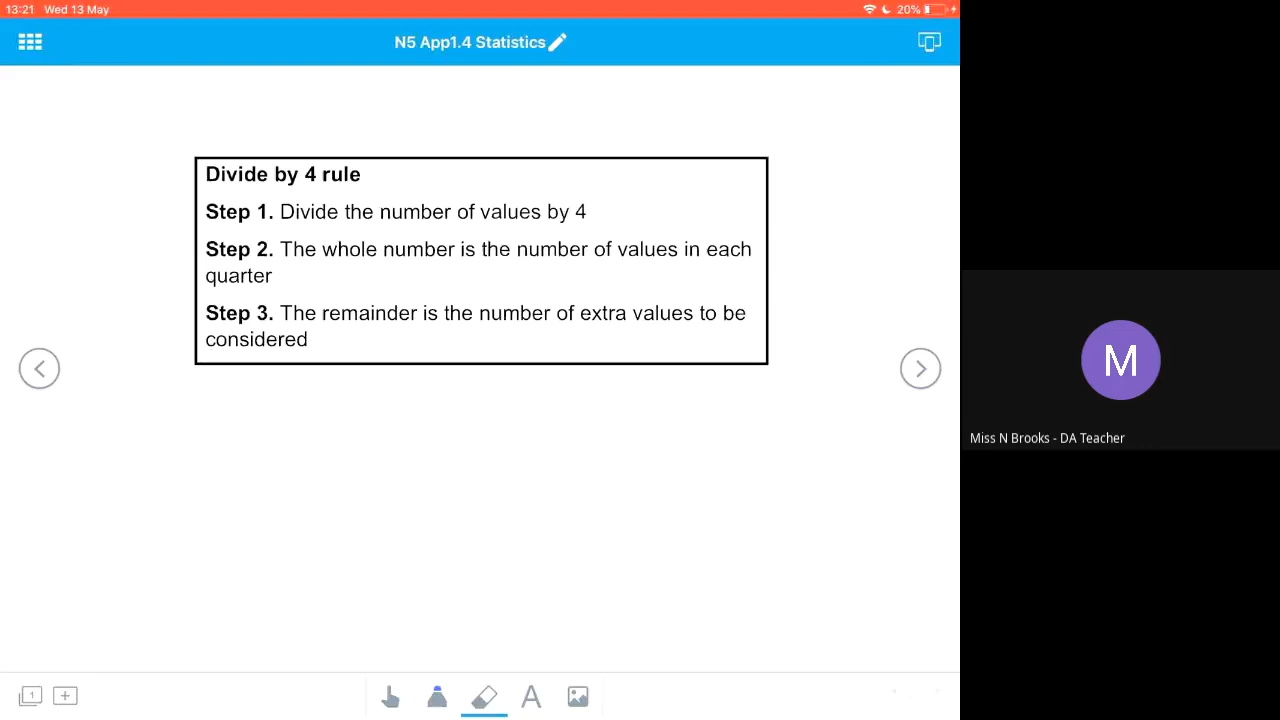 13:21 Wed 13 May 20%
N5 App1.4 Statistics
Divide by 4 rule
Step 1. Divide the number of values by 4
Step 2. The whole number is the number of values in each
quarter
Step 3. The remainder is the number of extra values to be
considered
M
Miss N Brooks - DA Teacher
1
A